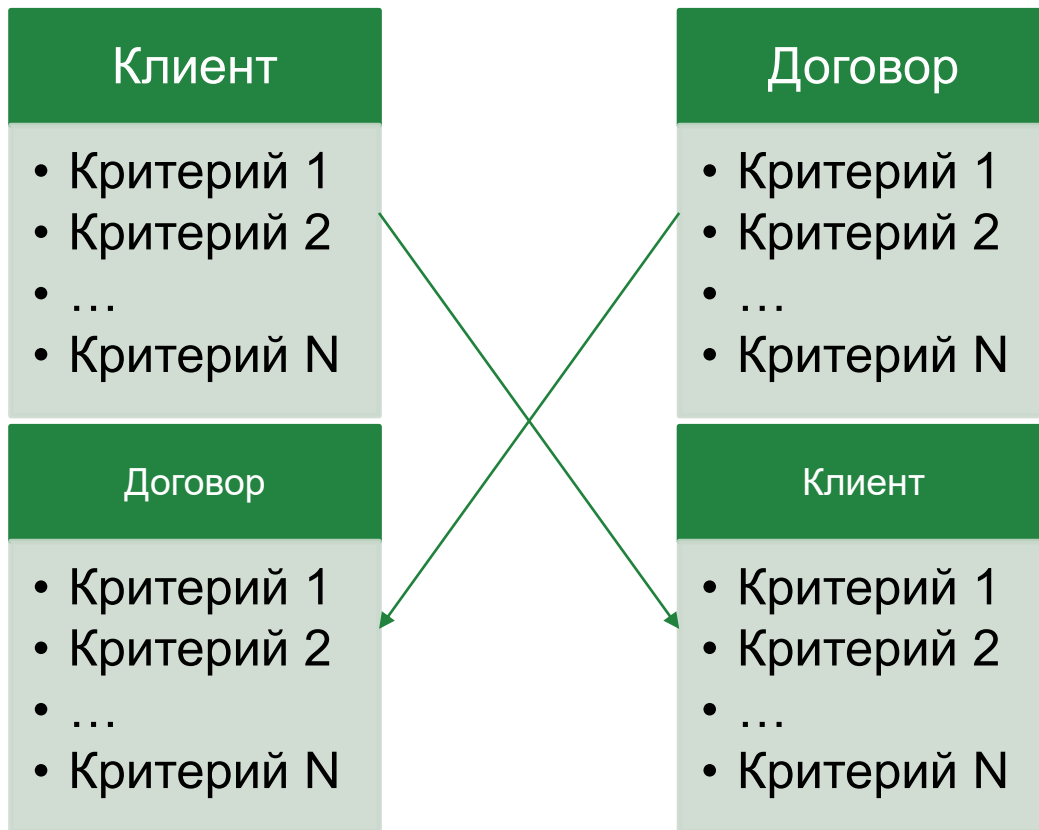 Клиент
• Критерий 1
• Критерий 2
• …
• Критерий N
Договор
• Критерий 1
• Критерий 2
• …
• Критерий N
Договор
• Критерий 1
• Критерий 2
• …
• Критерий N
Клиент
• Критерий 1
• Критерий 2
• …
• Критерий N